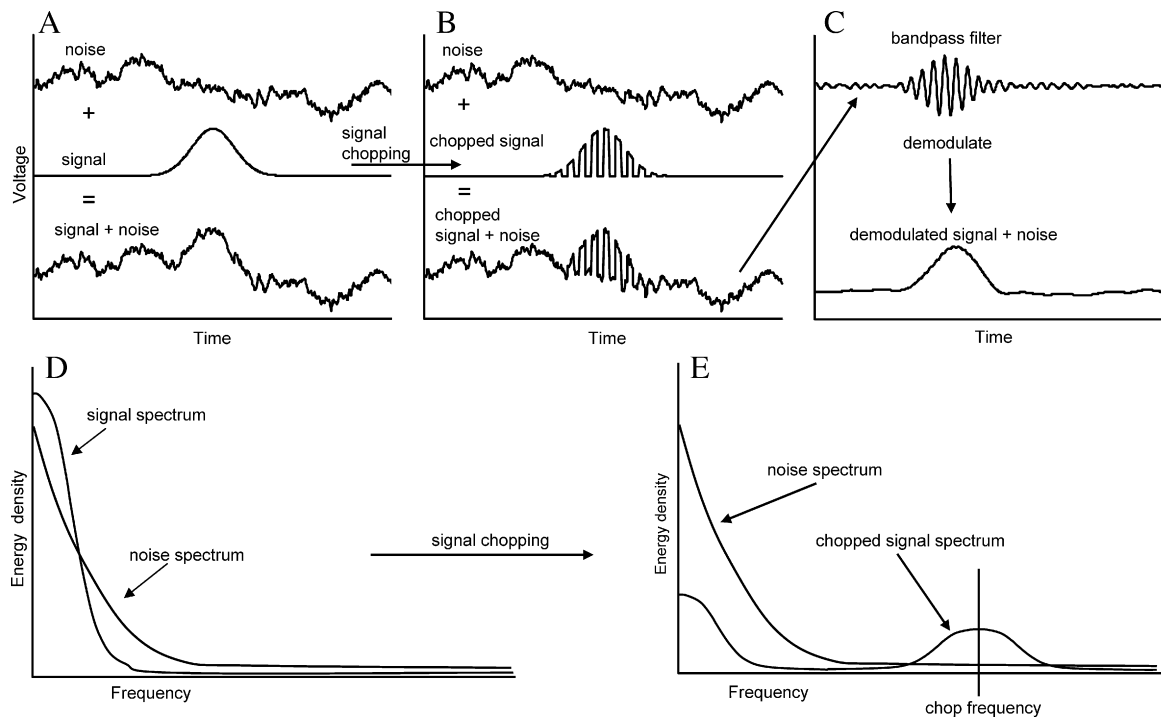 A
noise
+
signal
=
signal + noise
Voltage
Time
signal
chopping
B
noise
+
chopped signal
=
chopped
signal + noise
Time
C
bandpass filter
demodulate
demodulated signal + noise
Time
D
signal spectrum
noise spectrum
Energy density
Frequency
signal chopping
E
noise spectrum
chopped signal spectrum
Energy density
Frequency
chop frequency